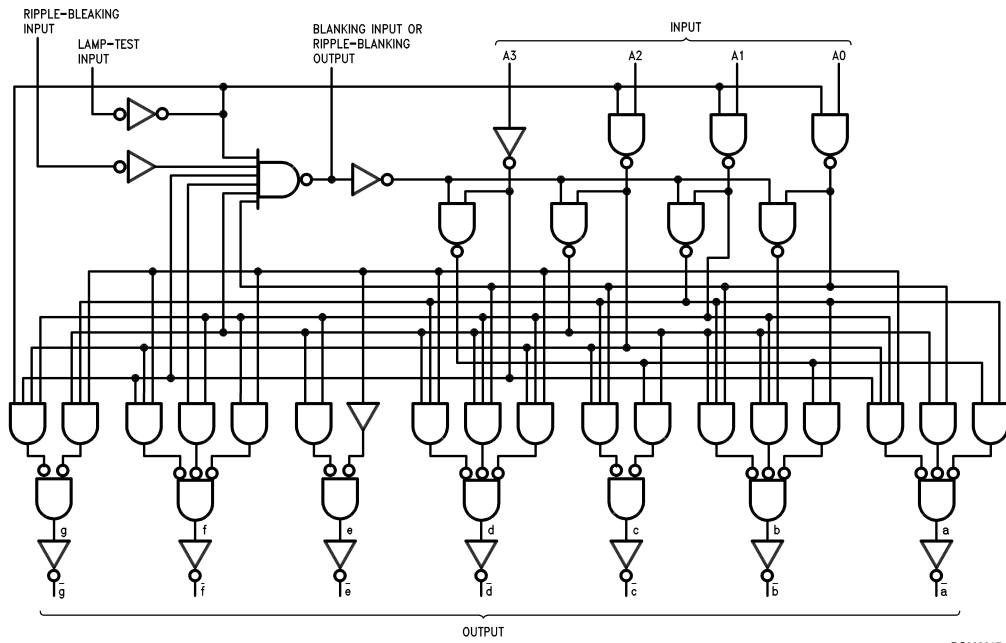 RIPPLE-BLEAKING
INPUT
LAMP-TEST
INPUT
BLANKING INPUT OR
RIPPLE-BLANKING
OUTPUT
INPUT
A3 A2 A1 A0
g f e d c b a
g̅ f̅ e̅ d̅ c̅ b̅ a̅
OUTPUT